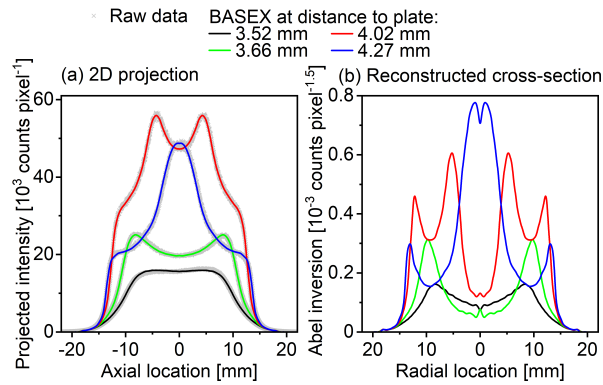 × Raw data BASEX at distance to plate:
3.52 mm 4.02 mm
3.66 mm 4.27 mm
(a) 2D projection (b) Reconstructed cross-section
Projected intensity [10³ counts pixel⁻¹]
60
40
20
0
-20 -10 0 10 20
Axial location [mm]
Abel inversion [10⁻³ counts pixel⁻¹·⁵]
0.8
0.6
0.4
0.2
0
20 10 0 10 20
Radial location [mm]